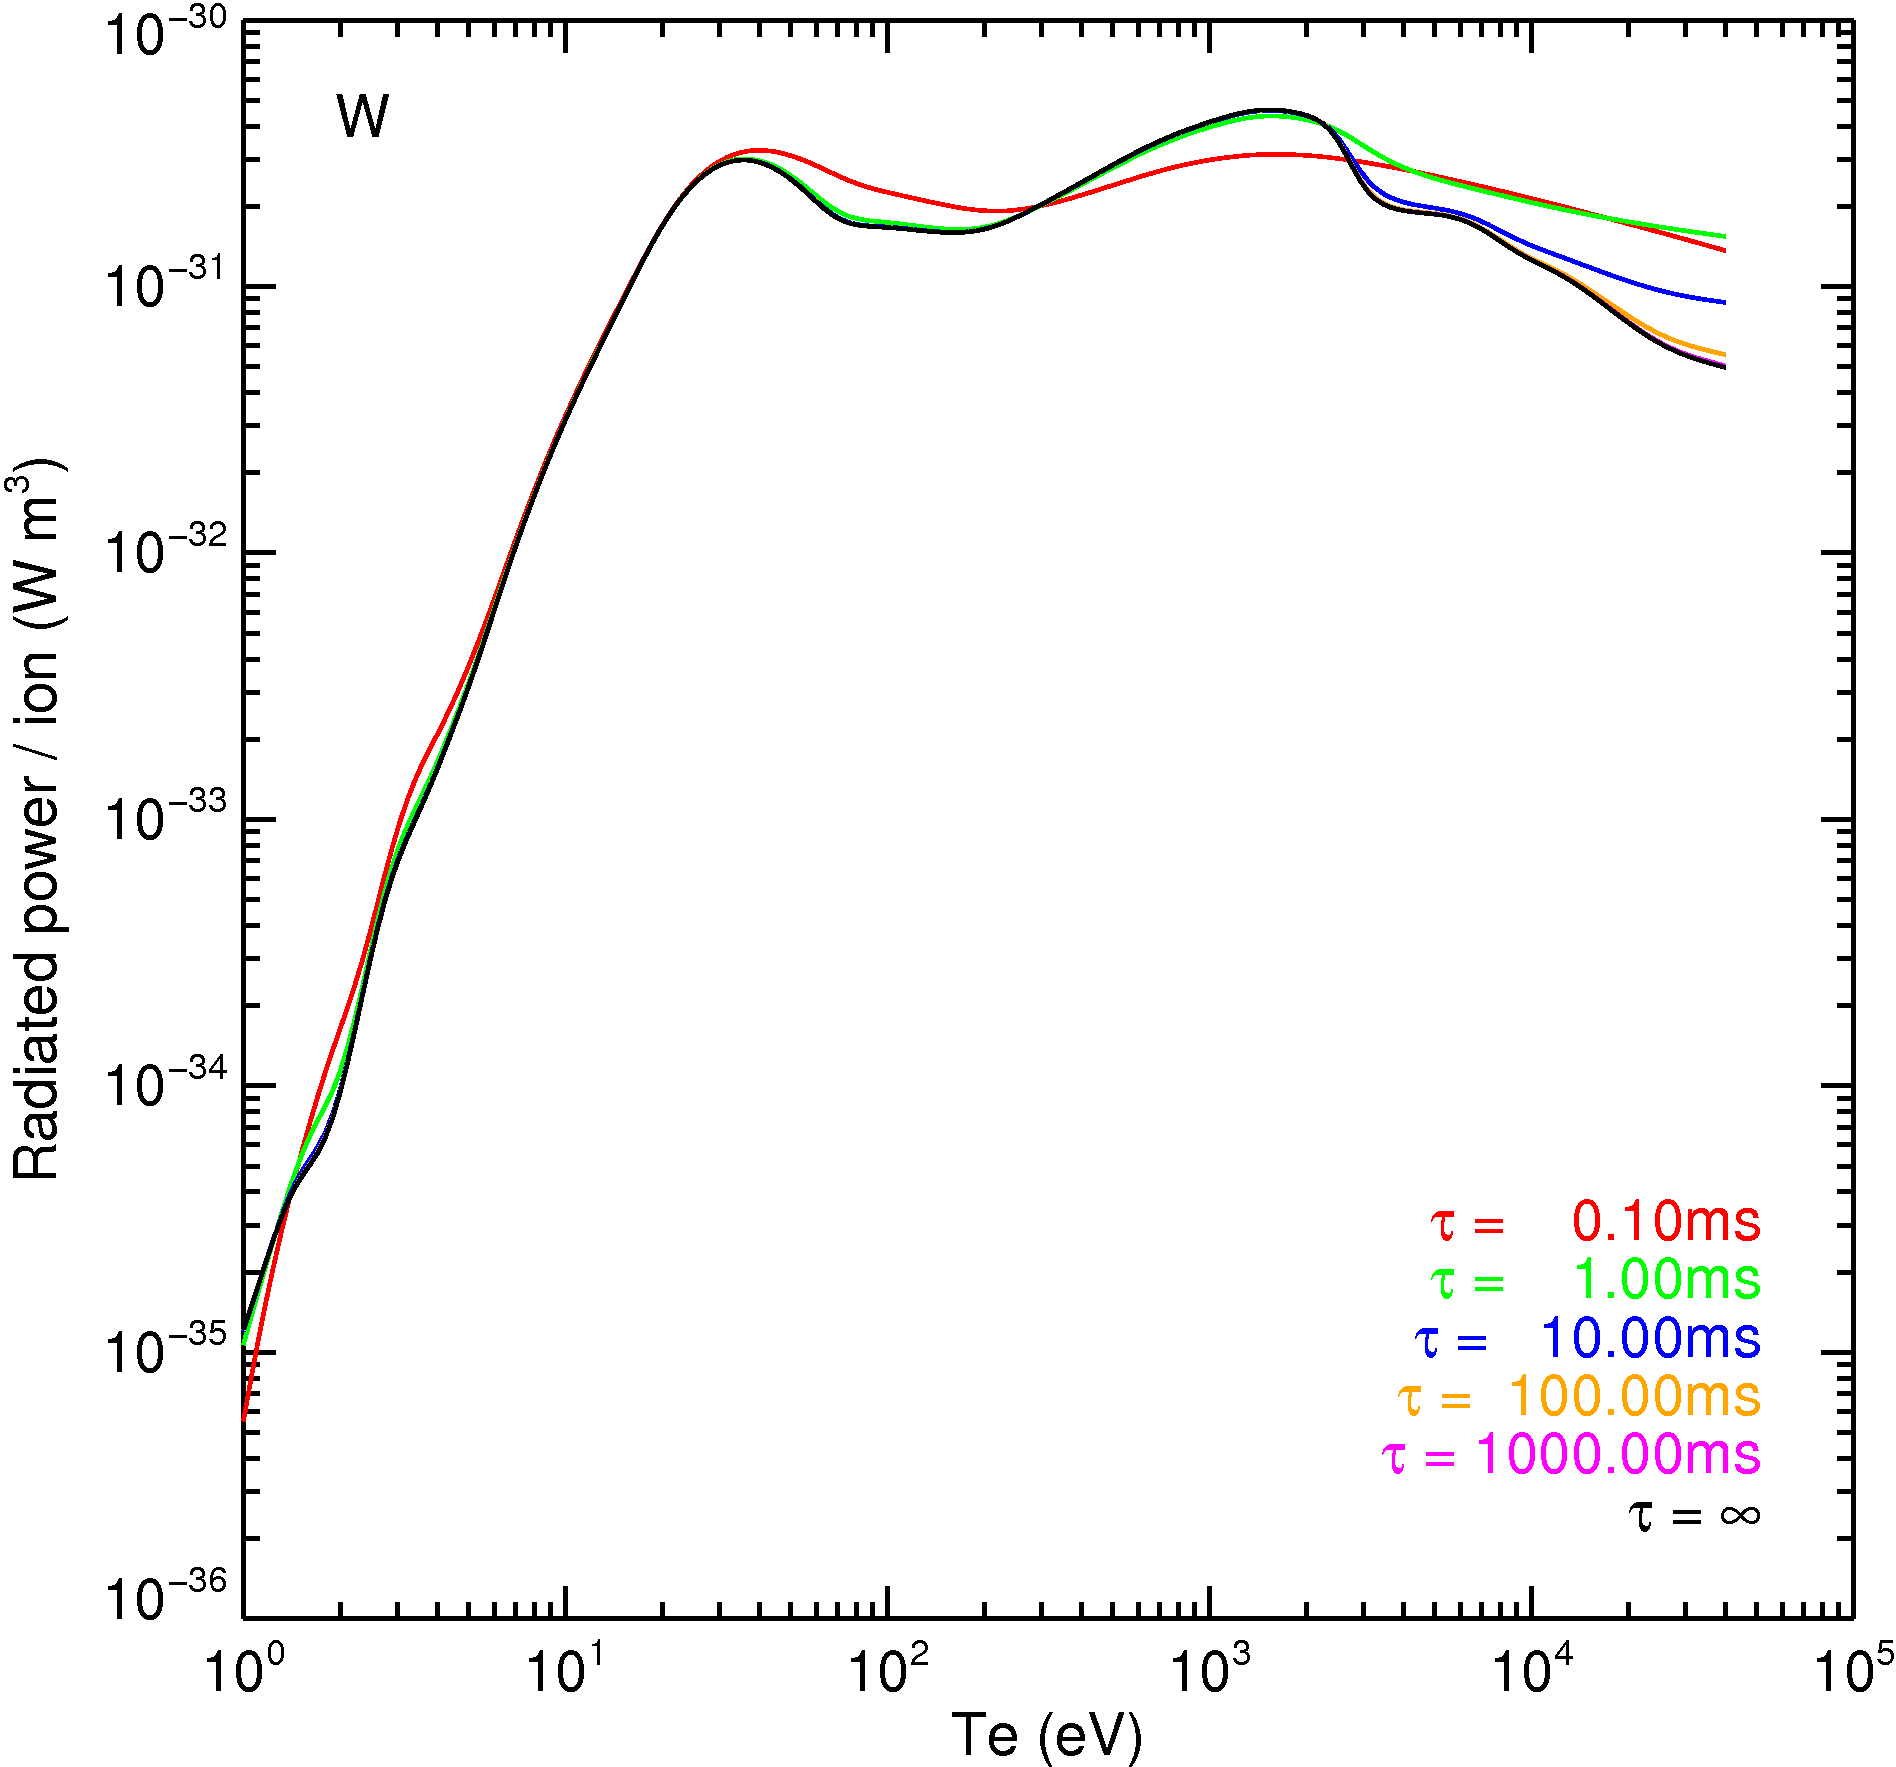 W
Radiated power / ion (W m³)
10⁻³⁰
10⁻³¹
10⁻³²
10⁻³³
10⁻³⁴
10⁻³⁵
10⁻³⁶
τ = 0.10ms
τ = 1.00ms
τ = 10.00ms
τ = 100.00ms
τ = 1000.00ms
τ = ∞
10⁰ 10¹ 10² 10³ 10⁴ 10⁵
Te (eV)